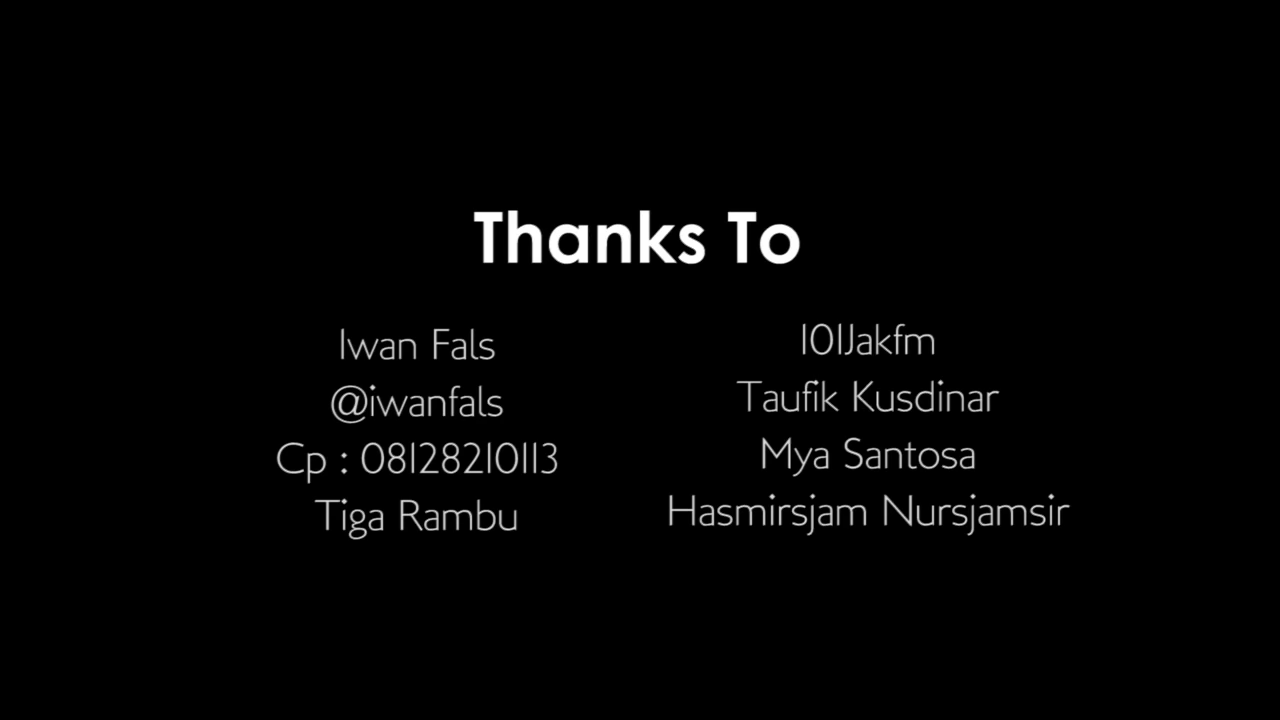 Thanks To
Iwan Fals
@iwanfals
Cp : 08128210113
Tiga Rambu
101Jakfm
Taufik Kusdinar
Mya Santosa
Hasmirsjam Nursjamsir